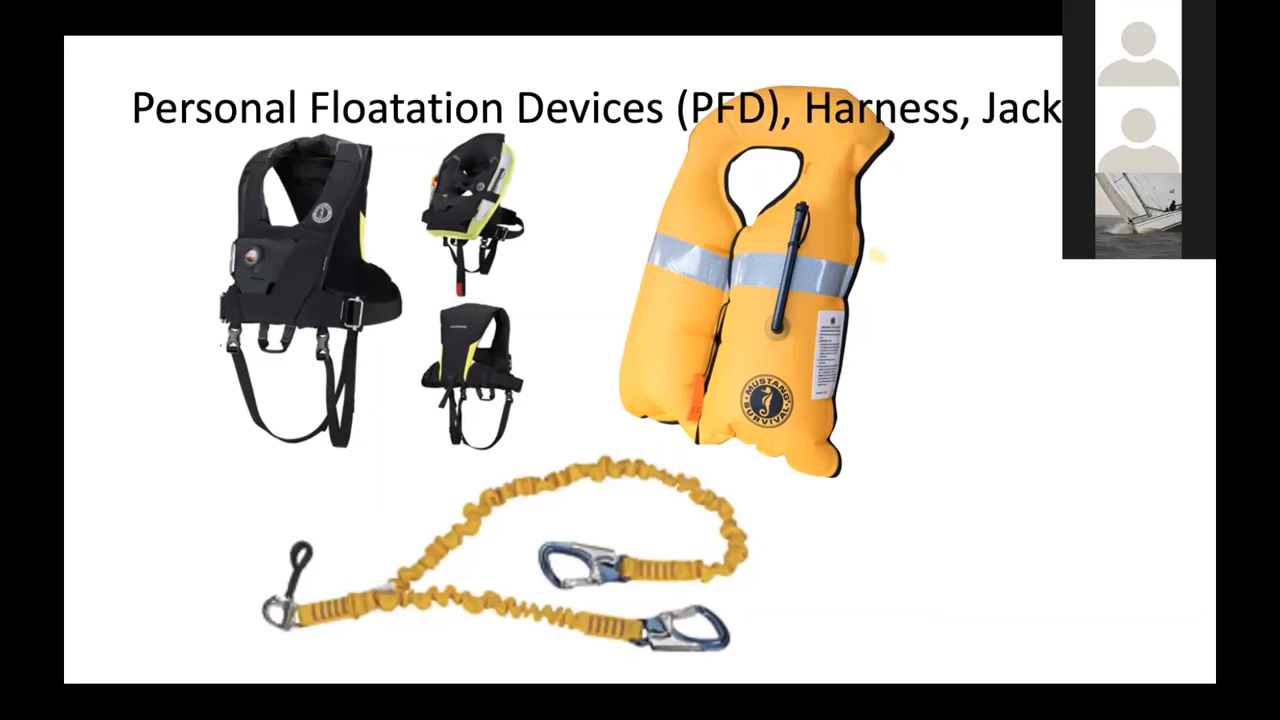 Personal Floatation Devices (PFD), Harness, Jack
MUSTANG
SURVIVAL